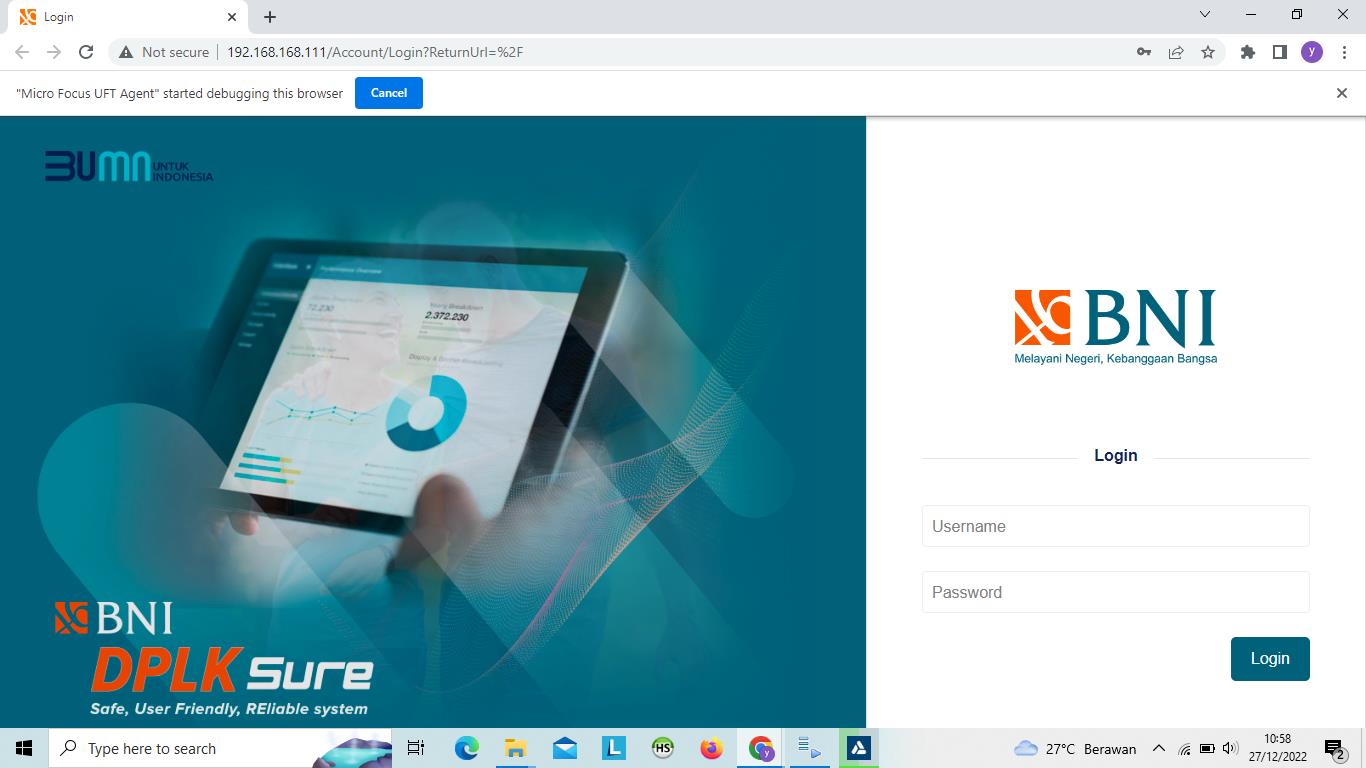 Login
Not secure
192.168.168.111/Account/Login?ReturnUrl=%2F
y
"Micro Focus UFT Agent" started debugging this browser
Cancel
BUMN UNTUK
INDONESIA
Performance Overview
72.230
2.372.230
BNI
Melayani Negeri, Kebanggaan Bangsa
Login
Username
Password
Login
BNI
DPLK Sure
Safe, User Friendly, REliable system
Type here to search
L
HS
y
27°C Berawan
10:58
27/12/2022
2